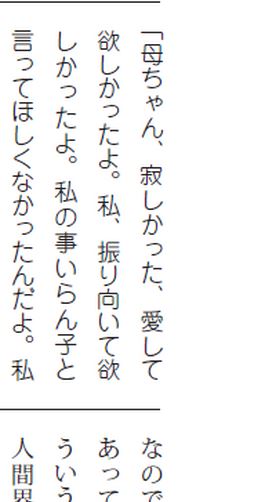 「母ちゃん、寂しかった、愛して
欲しかったよ。私、振り向いて欲
しかったよ。私の事いらん子と
言ってほしくなかったんだよ。私
なので
あって
ういう
人間界